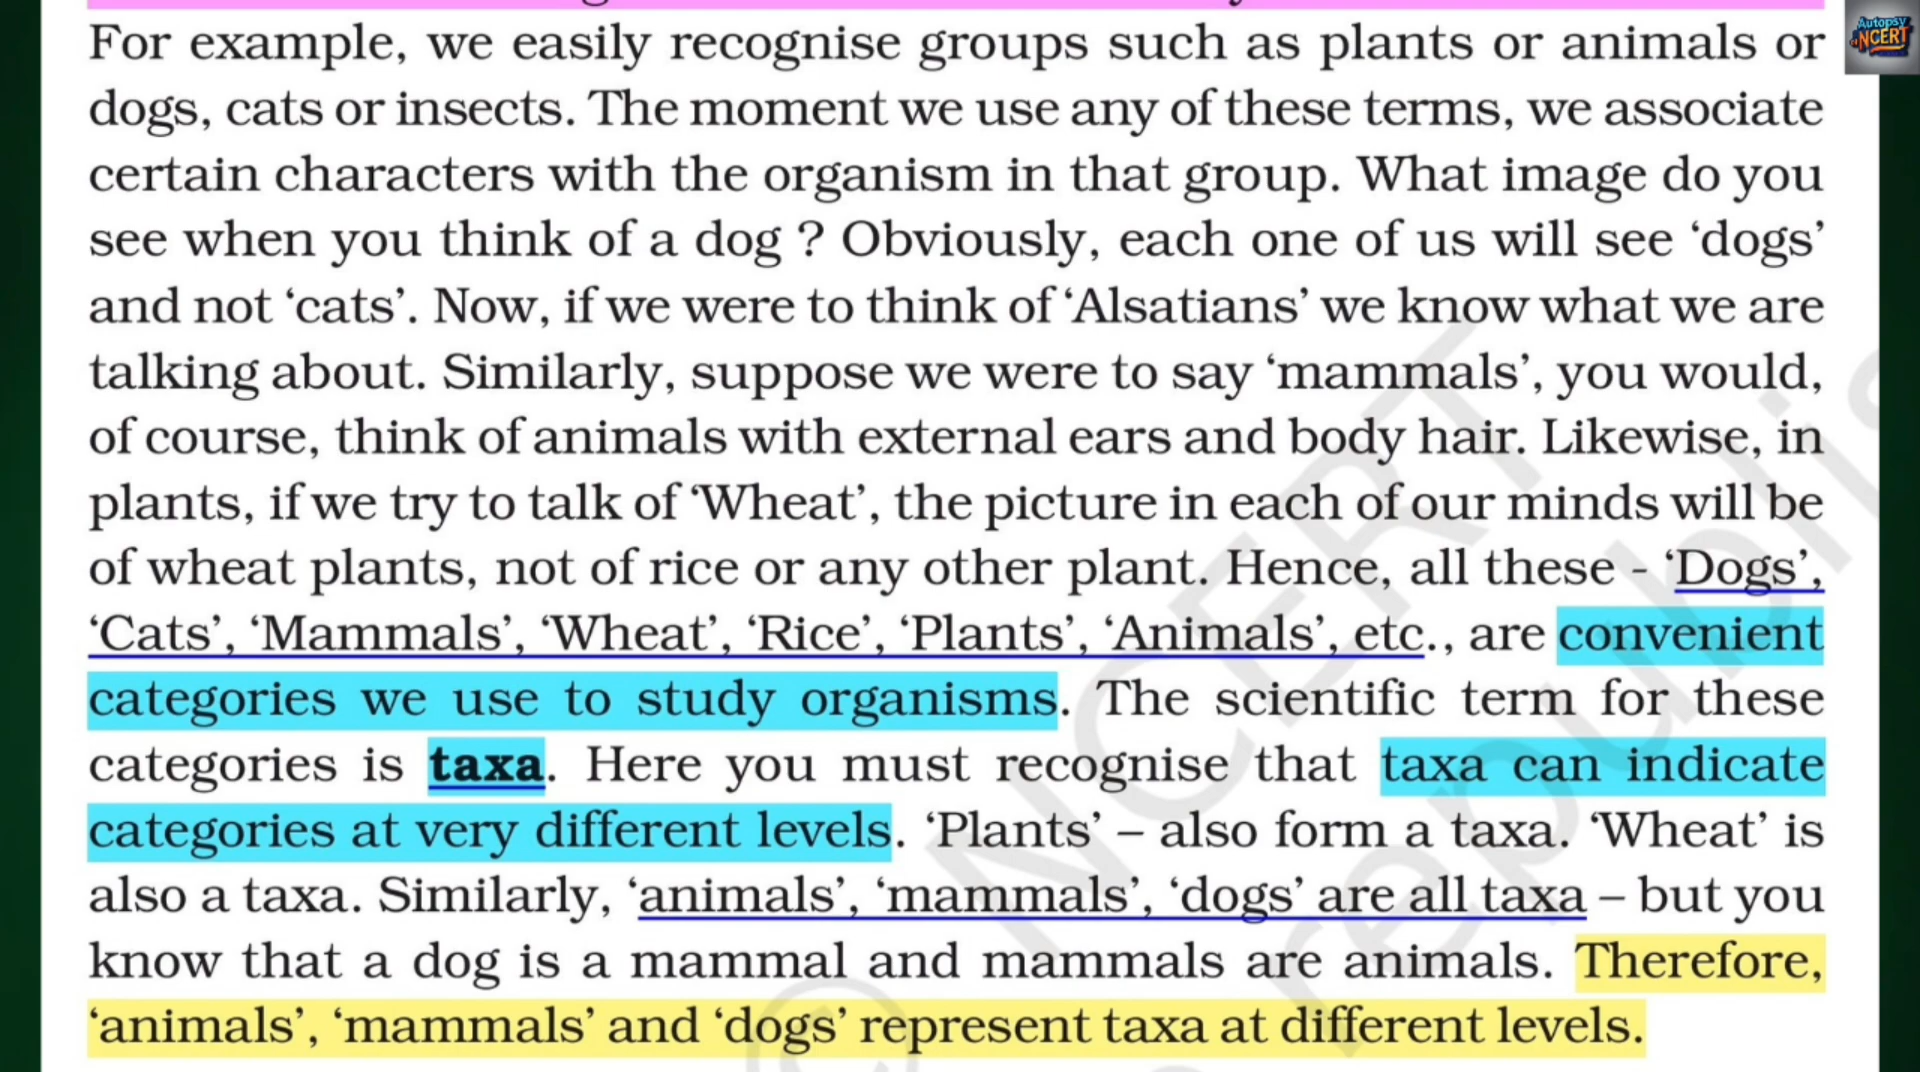 For example, we easily recognise groups such as plants or animals or
dogs, cats or insects. The moment we use any of these terms, we associate
certain characters with the organism in that group. What image do you
see when you think of a dog ? Obviously, each one of us will see ‘dogs’
and not ‘cats’. Now, if we were to think of ‘Alsatians’ we know what we are
talking about. Similarly, suppose we were to say ‘mammals’, you would,
of course, think of animals with external ears and body hair. Likewise, in
plants, if we try to talk of ‘Wheat’, the picture in each of our minds will be
of wheat plants, not of rice or any other plant. Hence, all these - ‘Dogs’,
‘Cats’, ‘Mammals’, ‘Wheat’, ‘Rice’, ‘Plants’, ‘Animals’, etc., are convenient
categories we use to study organisms. The scientific term for these
categories is taxa. Here you must recognise that taxa can indicate
categories at very different levels. ‘Plants’ – also form a taxa. ‘Wheat’ is
also a taxa. Similarly, ‘animals’, ‘mammals’, ‘dogs’ are all taxa – but you
know that a dog is a mammal and mammals are animals. Therefore,
‘animals’, ‘mammals’ and ‘dogs’ represent taxa at different levels.
Autopsy
NCERT
© NCERT
republis